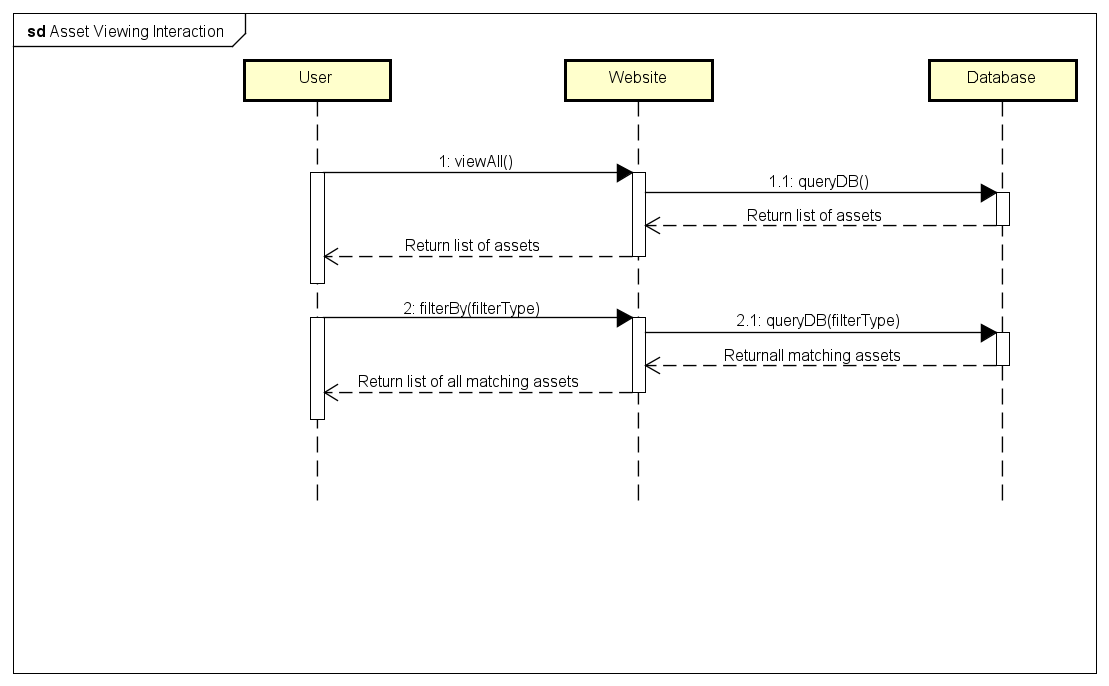 sd Asset Viewing Interaction
User
Website
Database
1: viewAll()
1.1: queryDB()
Return list of assets
Return list of assets
2: filterBy(filterType)
2.1: queryDB(filterType)
Returnall matching assets
Return list of all matching assets